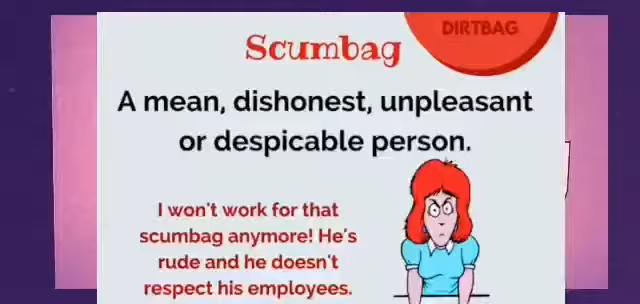 DIRTBAG
Scumbag
A mean, dishonest, unpleasant
or despicable person.
I won't work for that
scumbag anymore! He's
rude and he doesn't
respect his employees.